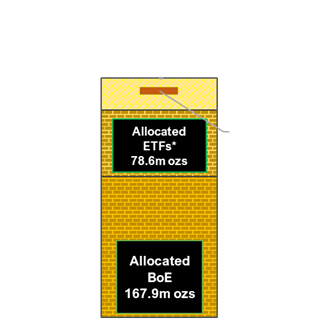 Allocated
ETFs*
78.6m ozs
Allocated
BoE
167.9m ozs